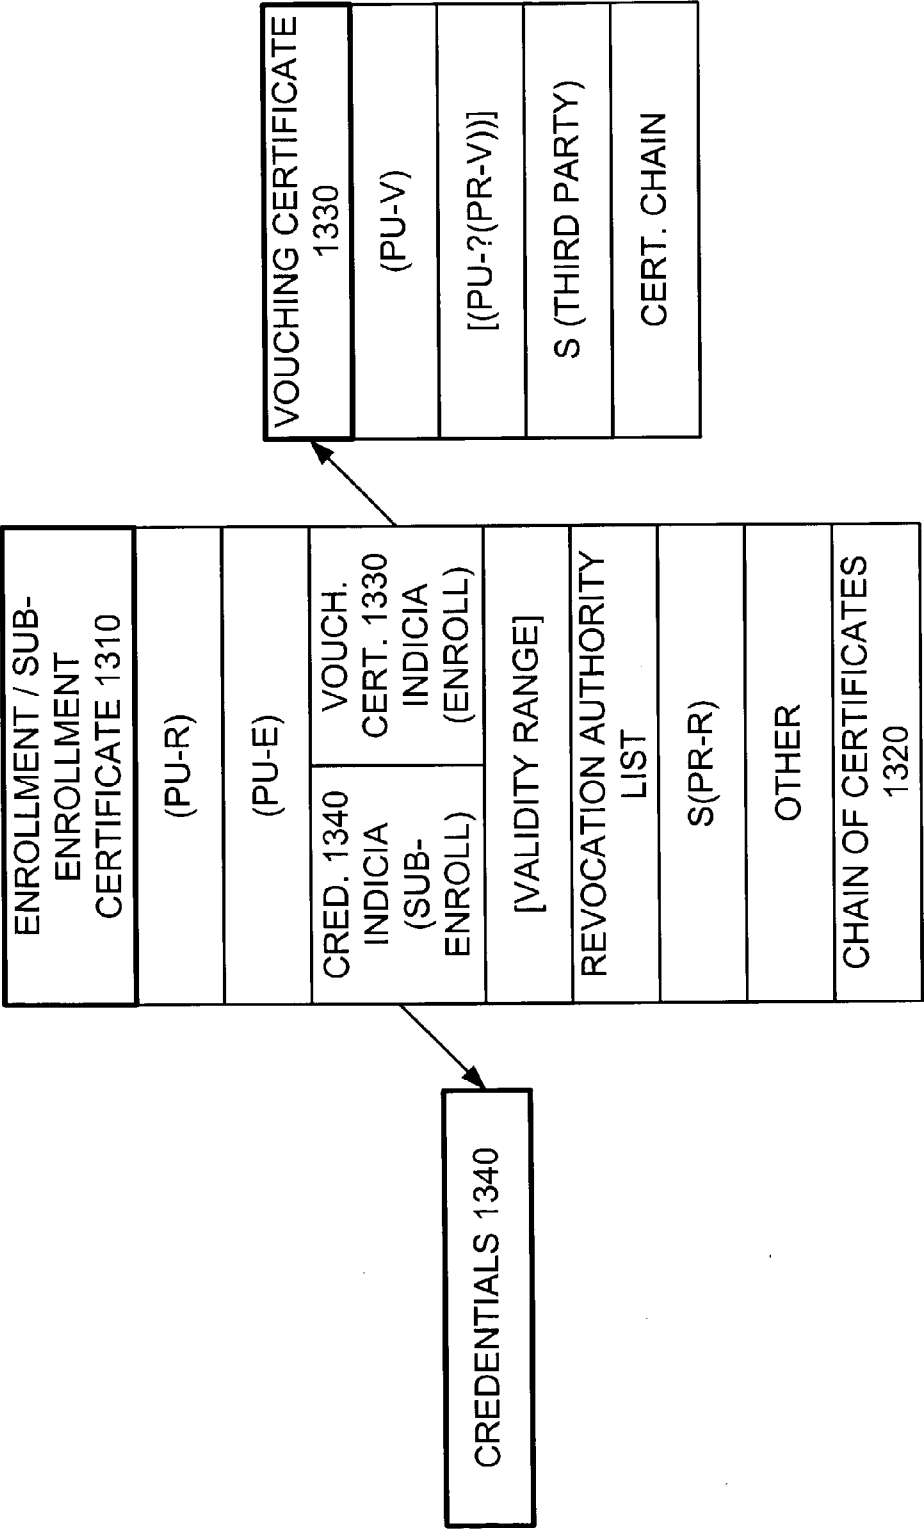 CREDENTIALS 1340
ENROLLMENT / SUB-
ENROLLMENT
CERTIFICATE 1310
(PU-R)
(PU-E)
CRED. 1340
INDICIA
(SUB-
ENROLL)
VOUCH.
CERT. 1330
INDICIA
(ENROLL)
[VALIDITY RANGE]
REVOCATION AUTHORITY
LIST
S(PR-R)
OTHER
CHAIN OF CERTIFICATES
1320
VOUCHING CERTIFICATE
1330
(PU-V)
[(PU-?(PR-V))]
S (THIRD PARTY)
CERT. CHAIN